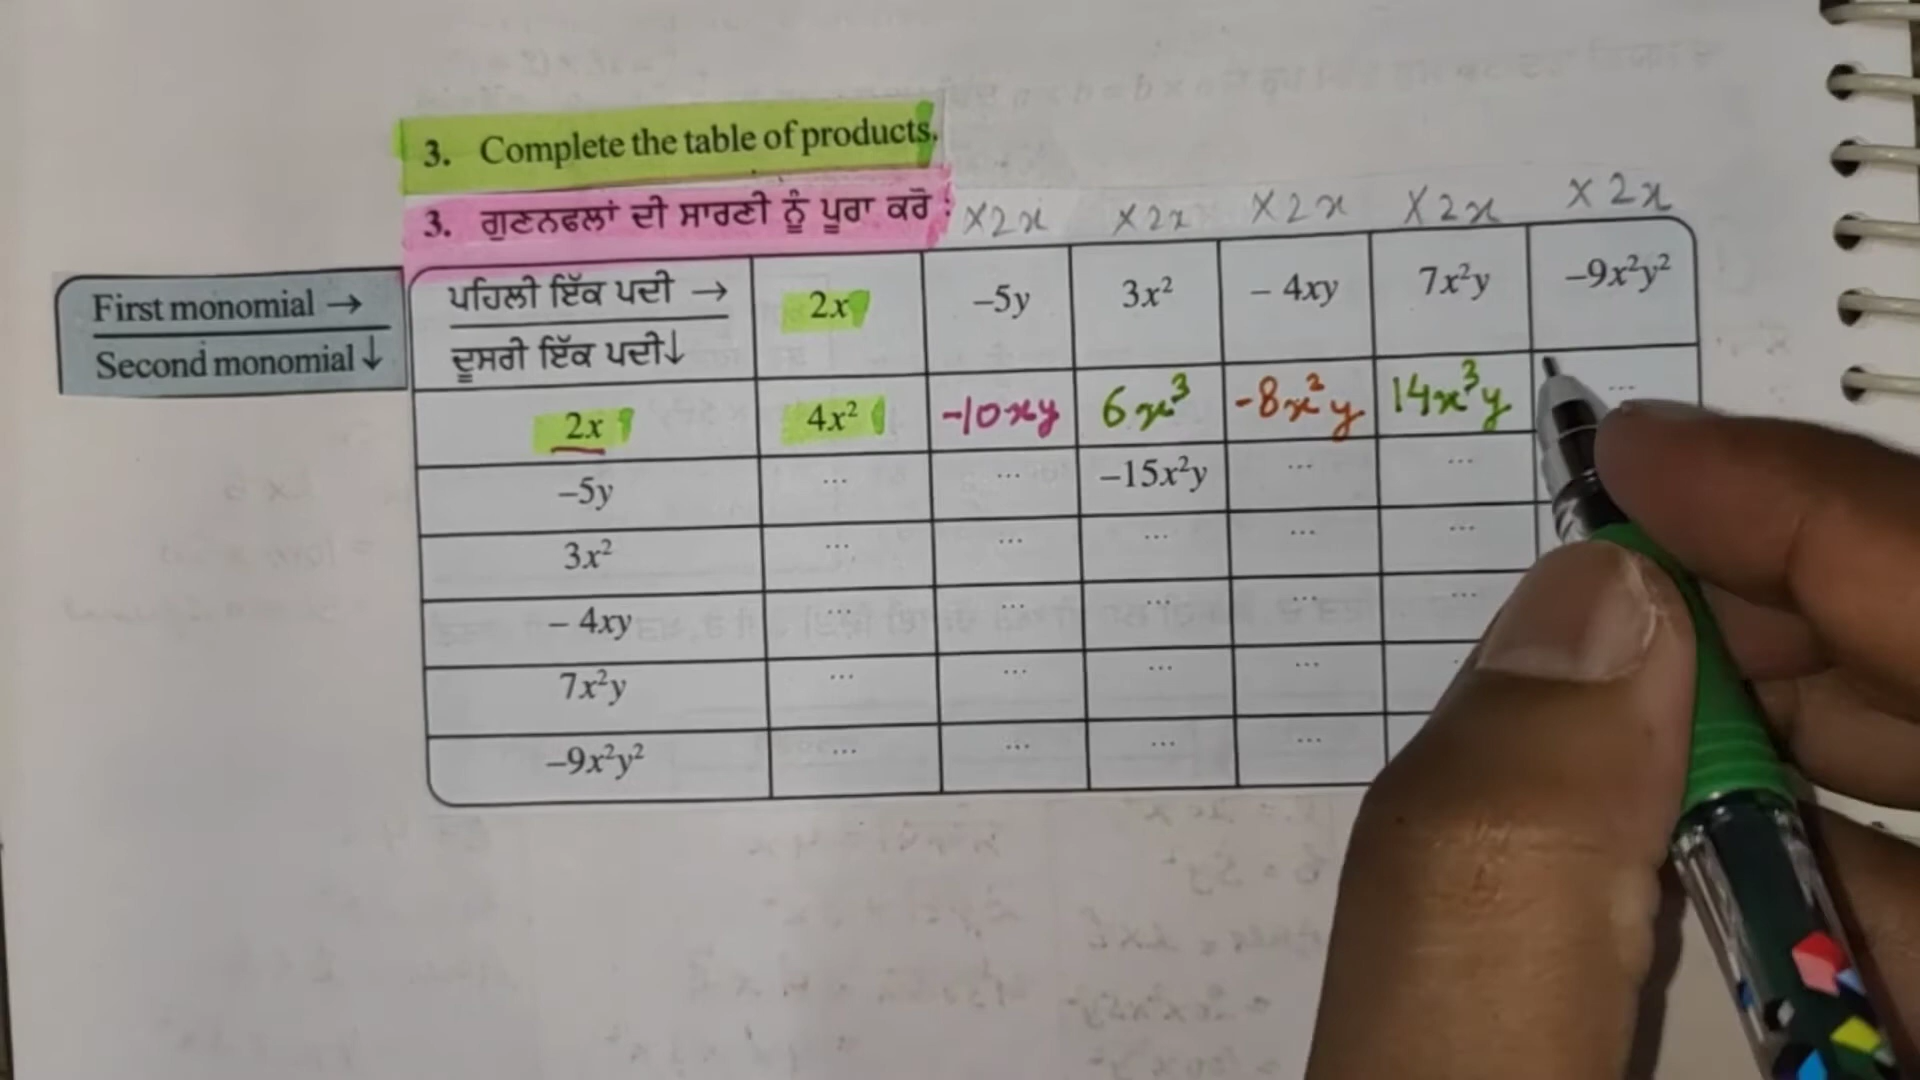 3. Complete the table of products.
3. ਗੁਣਨਫਲਾਂ ਦੀ ਸਾਰਣੀ ਨੂੰ ਪੂਰਾ ਕਰੋ :
×2x ×2x ×2x ×2x ×2x
First monomial →
Second monomial ↓
ਪਹਿਲੀ ਇੱਕ ਪਦੀ →
ਦੂਸਰੀ ਇੱਕ ਪਦੀ↓
2x –5y 3x² – 4xy 7x²y –9x²y²
2x 4x² -10xy 6x³ -8x²y 14x³y ...
–5y ... ... –15x²y ... ...
3x² ... ... ... ... ...
– 4xy ... ... ... ... ...
7x²y ... ... ... ...
–9x²y² ... ... ... ...